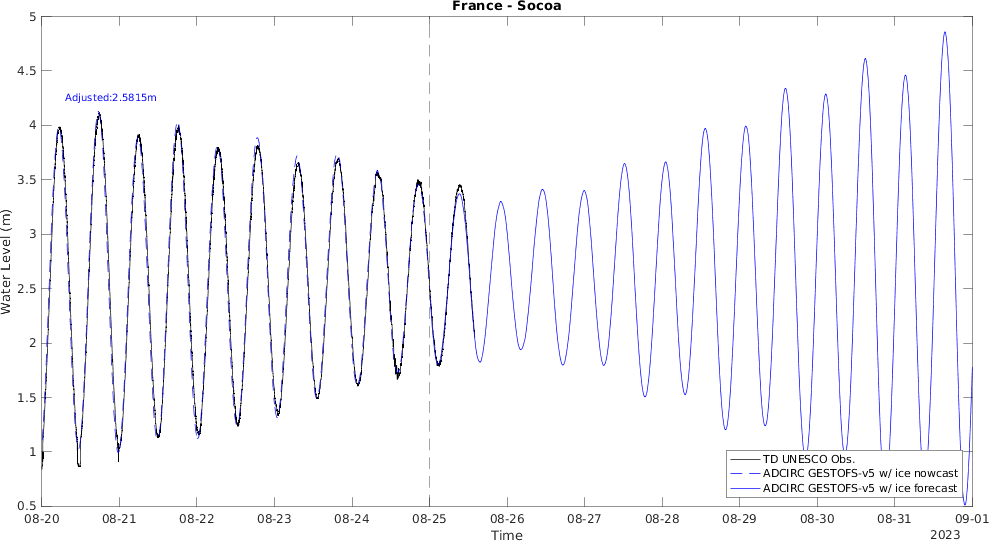 France - Socoa
5
4.5
4
3.5
3
2.5
2
1.5
1
0.5
Water Level (m)
Adjusted:2.5815m
TD UNESCO Obs.
ADCIRC GESTOFS-v5 w/ ice nowcast
ADCIRC GESTOFS-v5 w/ ice forecast
08-20 08-21 08-22 08-23 08-24 08-25 08-26 08-27 08-28 08-29 08-30 08-31 09-01
Time
2023